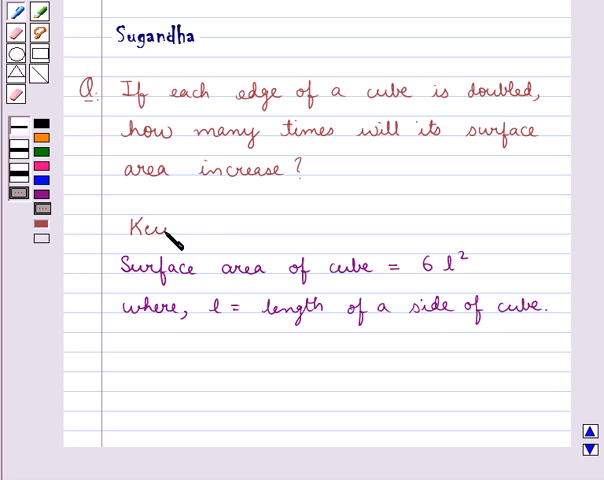 Sugandha
Q. If each edge of a cube is doubled,
how many times will its surface
area increase?
Key
Surface area of cube = 6 l²
where, l = length of a side of cube.